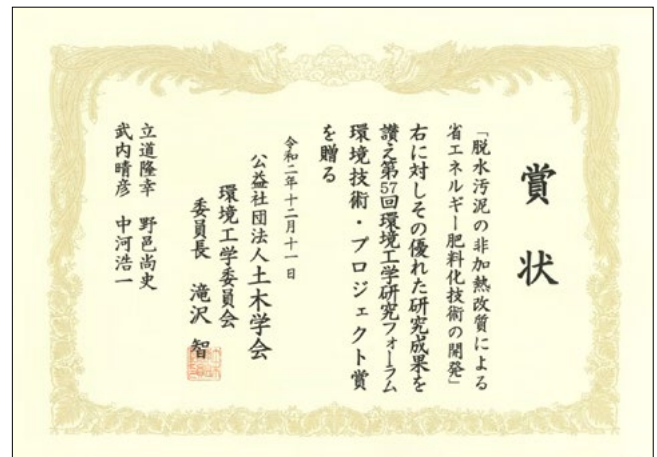 賞状
「脱水汚泥の非加熱改質による
省エネルギー肥料化技術の開発」
右に対しその優れた研究成果を
讃え第57回環境工学研究フォーラム
環境技術・プロジェクト賞
を贈る
令和二年十二月十一日
公益社団法人土木学会
環境工学委員会
委員長 滝沢 智
立道隆幸 野邑尚史
武内晴彦 中河浩一